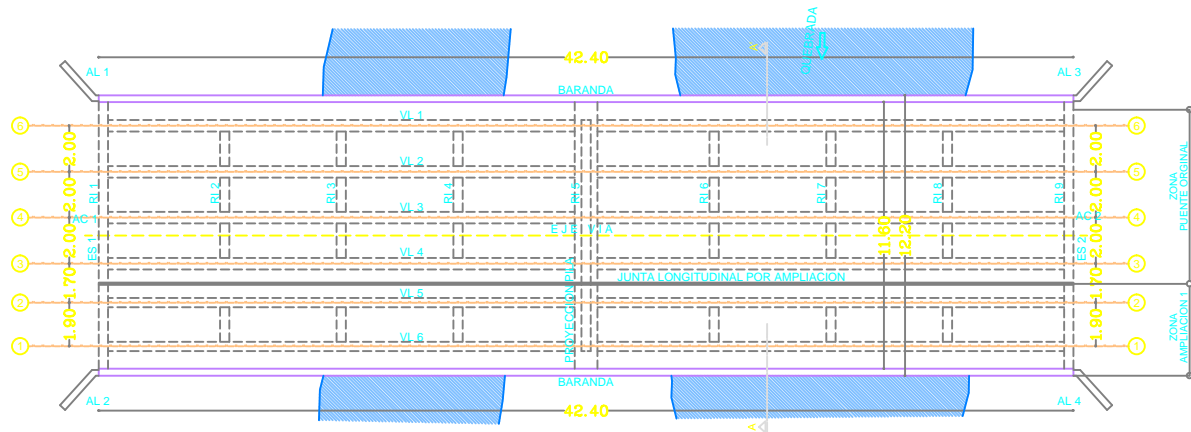 QUEBRADA
A
42.40
AL 1
AL 3
BARANDA
VL 1
6
6
2.00
2.00
VL 2
5
5
RI 1
RI 2
RI 3
RI 4
RI 5
RI 6
RI 7
RI 8
RI 9
2.00
2.00
ZONA
PUENTE ORGINAL
VL 3
4
4
AC 1
AC 2
EJE VIA
2.00
2.00
11.60
12.20
ES 1
ES 2
VL 4
3
3
JUNTA LONGITUDINAL POR AMPLIACION
1.70
1.70
PROYECCION PILA
VL 5
2
2
1.90
1.90
ZONA
AMPLIACION 1
VL 6
1
1
BARANDA
AL 2
AL 4
42.40
A